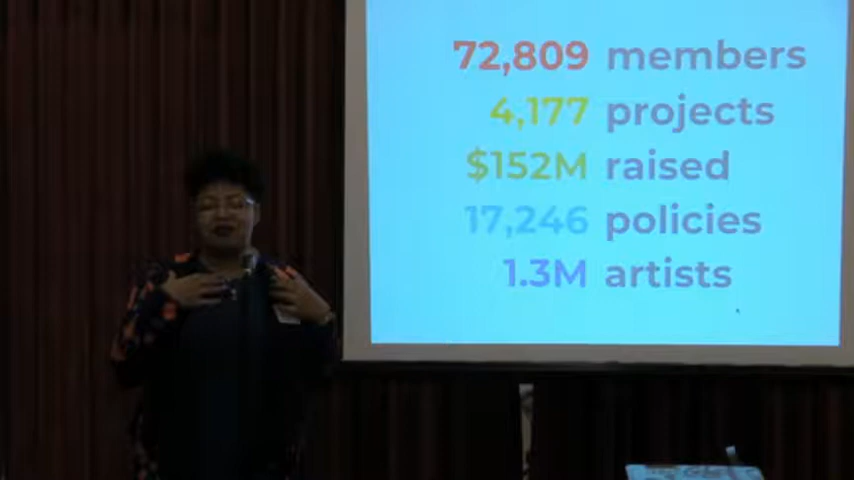 72,809 members
4,177 projects
$152M raised
17,246 policies
1.3M artists